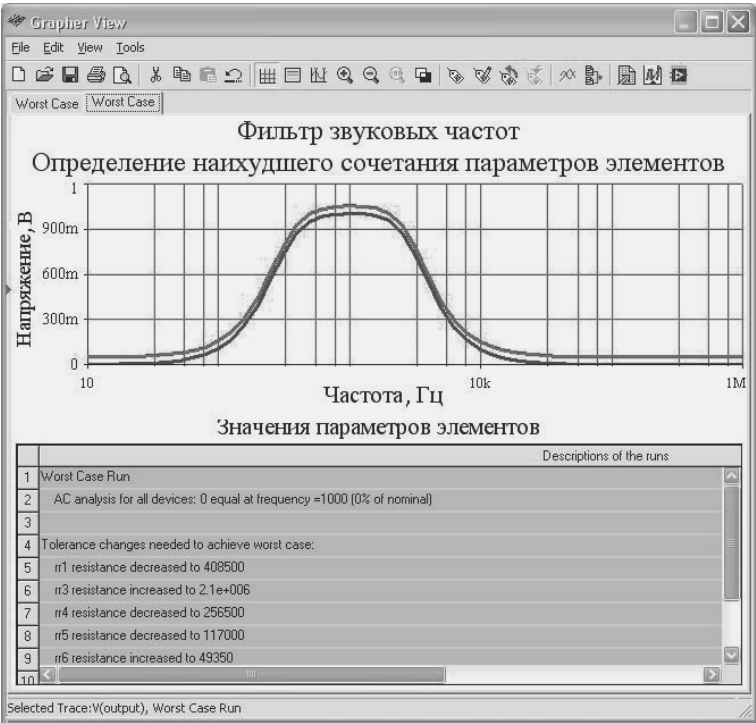 Grapher View
File Edit View Tools
Worst Case Worst Case
Фильтр звуковых частот
Определение наихудшего сочетания параметров элементов
Напряжение, В
1
900m
600m
300m
0
10 10k 1M
Частота, Гц
Значения параметров элементов
Descriptions of the runs
1 Worst Case Run
2 AC analysis for all devices: 0 equal at frequency =1000 (0% of nominal)
3
4 Tolerance changes needed to achieve worst case:
5 rr1 resistance decreased to 408500
6 rr3 resistance increased to 2.1e+006
7 rr4 resistance decreased to 256500
8 rr5 resistance decreased to 117000
9 rr6 resistance increased to 49350
10
Selected Trace:V(output), Worst Case Run